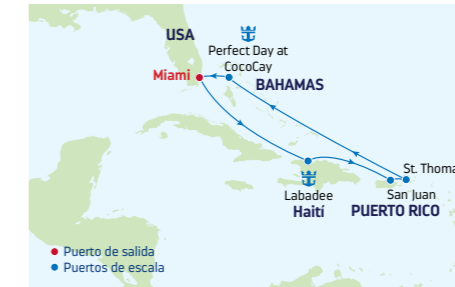 USA
Perfect Day at
CocoCay
Miami
BAHAMAS
St. Thoma
Labadee
San Juan
Haití
PUERTO RICO
Puerto de salida
Puertos de escala